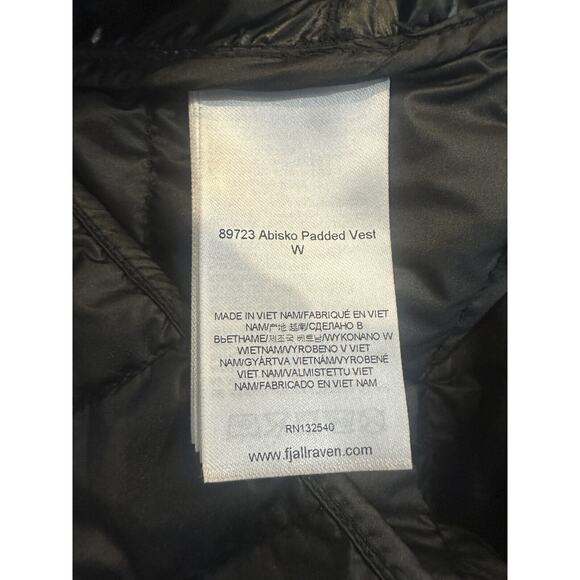 89723 Abisko Padded Vest
W
MADE IN VIET NAM/FABRIQUÉ EN VIET
NAM/产地 越南/СДЕЛАНО В
ВЬЕТНАМЕ/제조국 베트남/WYKONANO W
WIETNAM/VYROBENO V VIET
NAM/GYÁRTVA VIETNÁM/VYROBENÉ
VIET NAM/VALMISTETTU VIET
NAM/FABRICADO EN VIET NAM
RN132540
www.fjallraven.com